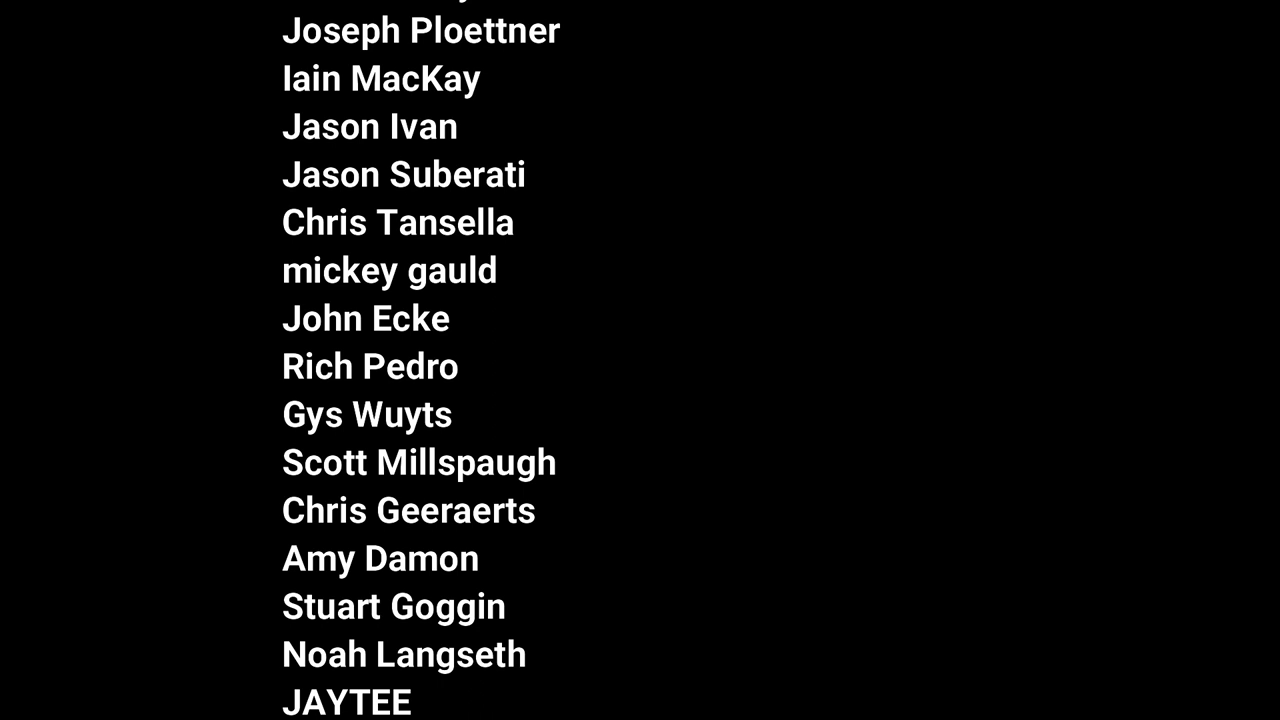 Joseph Ploettner
Iain MacKay
Jason Ivan
Jason Suberati
Chris Tansella
mickey gauld
John Ecke
Rich Pedro
Gys Wuyts
Scott Millspaugh
Chris Geeraerts
Amy Damon
Stuart Goggin
Noah Langseth
JAYTEE